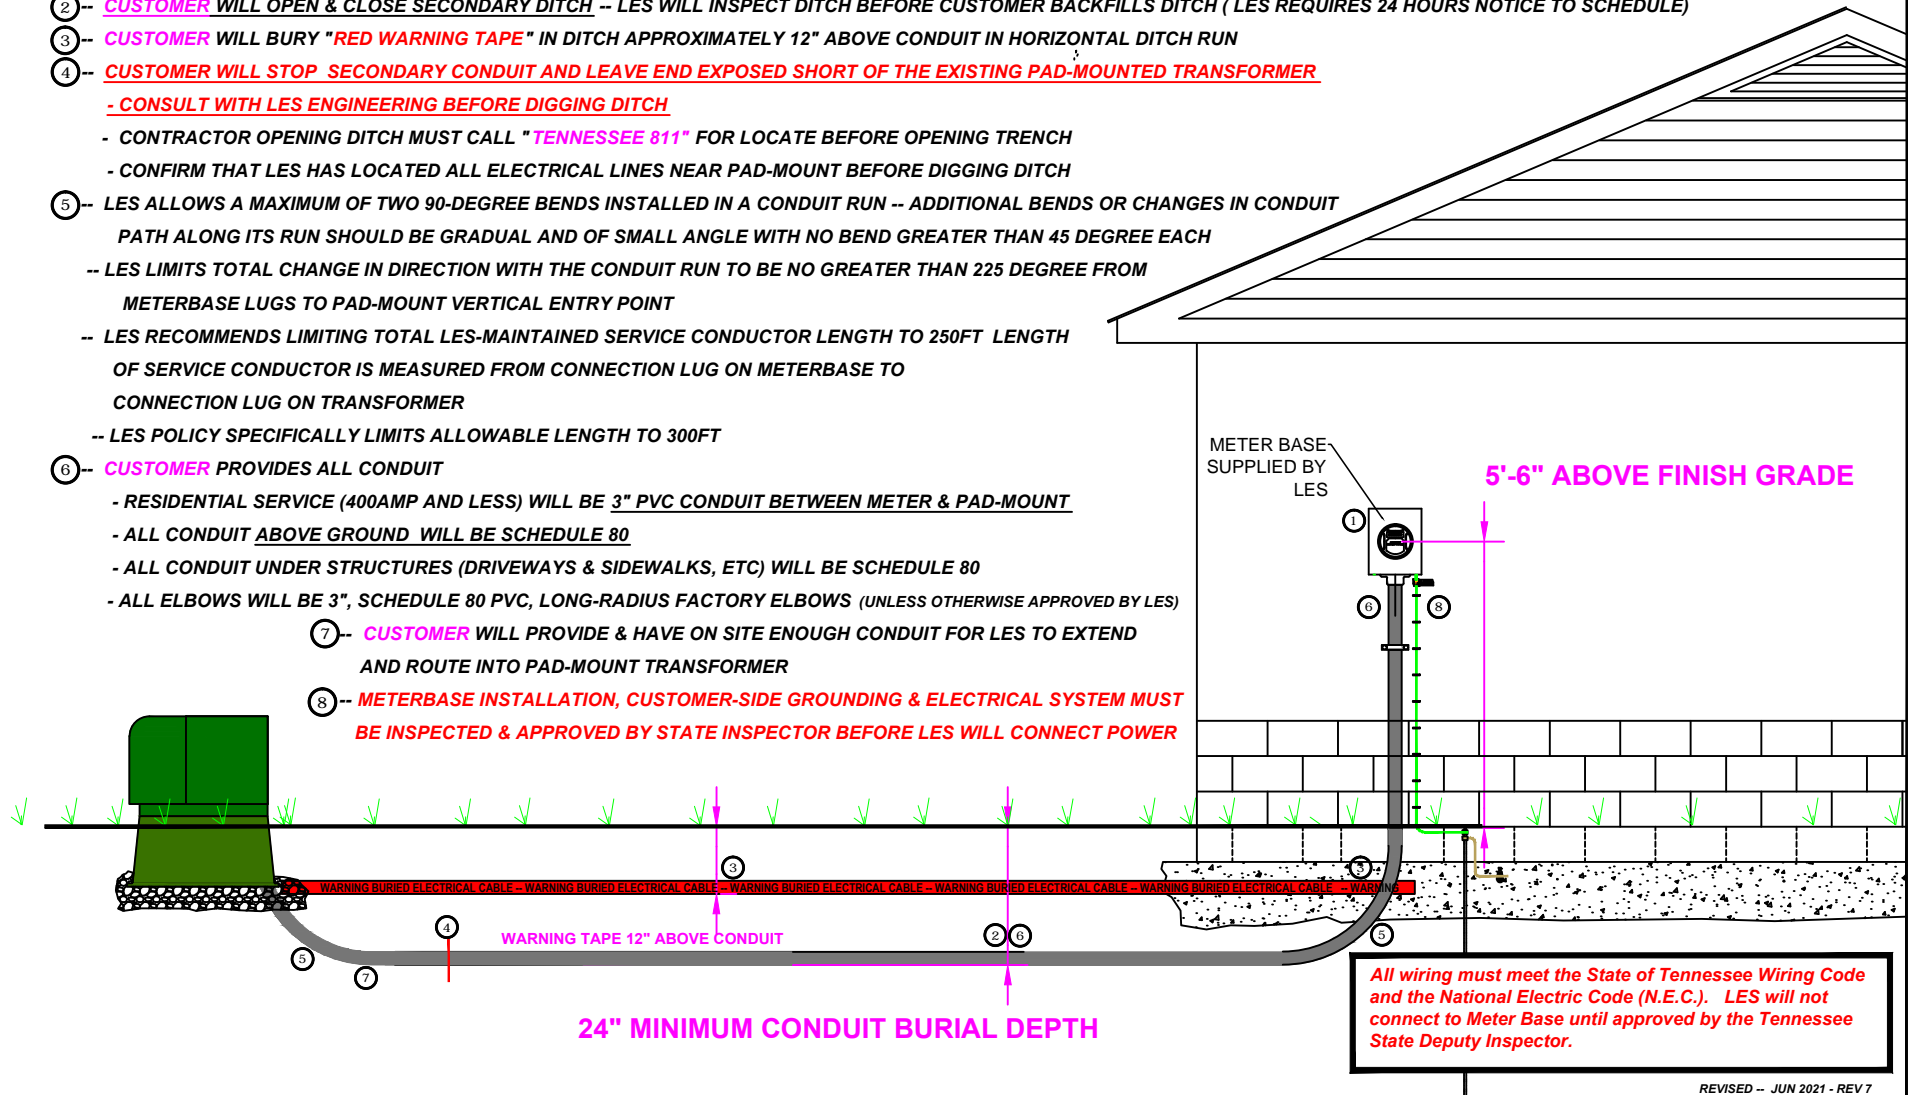 2 -- CUSTOMER WILL OPEN & CLOSE SECONDARY DITCH -- LES WILL INSPECT DITCH BEFORE CUSTOMER BACKFILLS DITCH ( LES REQUIRES 24 HOURS NOTICE TO SCHEDULE)
3 -- CUSTOMER WILL BURY "RED WARNING TAPE" IN DITCH APPROXIMATELY 12" ABOVE CONDUIT IN HORIZONTAL DITCH RUN
4 -- CUSTOMER WILL STOP SECONDARY CONDUIT AND LEAVE END EXPOSED SHORT OF THE EXISTING PAD-MOUNTED TRANSFORMER
- CONSULT WITH LES ENGINEERING BEFORE DIGGING DITCH
- CONTRACTOR OPENING DITCH MUST CALL "TENNESSEE 811" FOR LOCATE BEFORE OPENING TRENCH
- CONFIRM THAT LES HAS LOCATED ALL ELECTRICAL LINES NEAR PAD-MOUNT BEFORE DIGGING DITCH
5 -- LES ALLOWS A MAXIMUM OF TWO 90-DEGREE BENDS INSTALLED IN A CONDUIT RUN -- ADDITIONAL BENDS OR CHANGES IN CONDUIT
PATH ALONG ITS RUN SHOULD BE GRADUAL AND OF SMALL ANGLE WITH NO BEND GREATER THAN 45 DEGREE EACH
-- LES LIMITS TOTAL CHANGE IN DIRECTION WITH THE CONDUIT RUN TO BE NO GREATER THAN 225 DEGREE FROM
METERBASE LUGS TO PAD-MOUNT VERTICAL ENTRY POINT
-- LES RECOMMENDS LIMITING TOTAL LES-MAINTAINED SERVICE CONDUCTOR LENGTH TO 250FT LENGTH
OF SERVICE CONDUCTOR IS MEASURED FROM CONNECTION LUG ON METERBASE TO
CONNECTION LUG ON TRANSFORMER
-- LES POLICY SPECIFICALLY LIMITS ALLOWABLE LENGTH TO 300FT
6 -- CUSTOMER PROVIDES ALL CONDUIT
- RESIDENTIAL SERVICE (400AMP AND LESS) WILL BE 3" PVC CONDUIT BETWEEN METER & PAD-MOUNT
- ALL CONDUIT ABOVE GROUND WILL BE SCHEDULE 80
- ALL CONDUIT UNDER STRUCTURES (DRIVEWAYS & SIDEWALKS, ETC) WILL BE SCHEDULE 80
- ALL ELBOWS WILL BE 3", SCHEDULE 80 PVC, LONG-RADIUS FACTORY ELBOWS (UNLESS OTHERWISE APPROVED BY LES)
7 -- CUSTOMER WILL PROVIDE & HAVE ON SITE ENOUGH CONDUIT FOR LES TO EXTEND
AND ROUTE INTO PAD-MOUNT TRANSFORMER
8 -- METERBASE INSTALLATION, CUSTOMER-SIDE GROUNDING & ELECTRICAL SYSTEM MUST
BE INSPECTED & APPROVED BY STATE INSPECTOR BEFORE LES WILL CONNECT POWER
METER BASE
SUPPLIED BY
LES
5'-6" ABOVE FINISH GRADE
1
6
8
3
3
WARNING BURIED ELECTRICAL CABLE -- WARNING BURIED ELECTRICAL CABLE -- WARNING BURIED ELECTRICAL CABLE -- WARNING BURIED ELECTRICAL CABLE -- WARNING BURIED ELECTRICAL CABLE -- WARNING
4
WARNING TAPE 12" ABOVE CONDUIT
2 6
5
5
7
24" MINIMUM CONDUIT BURIAL DEPTH
All wiring must meet the State of Tennessee Wiring Code
and the National Electric Code (N.E.C.). LES will not
connect to Meter Base until approved by the Tennessee
State Deputy Inspector.
REVISED -- JUN 2021 - REV 7